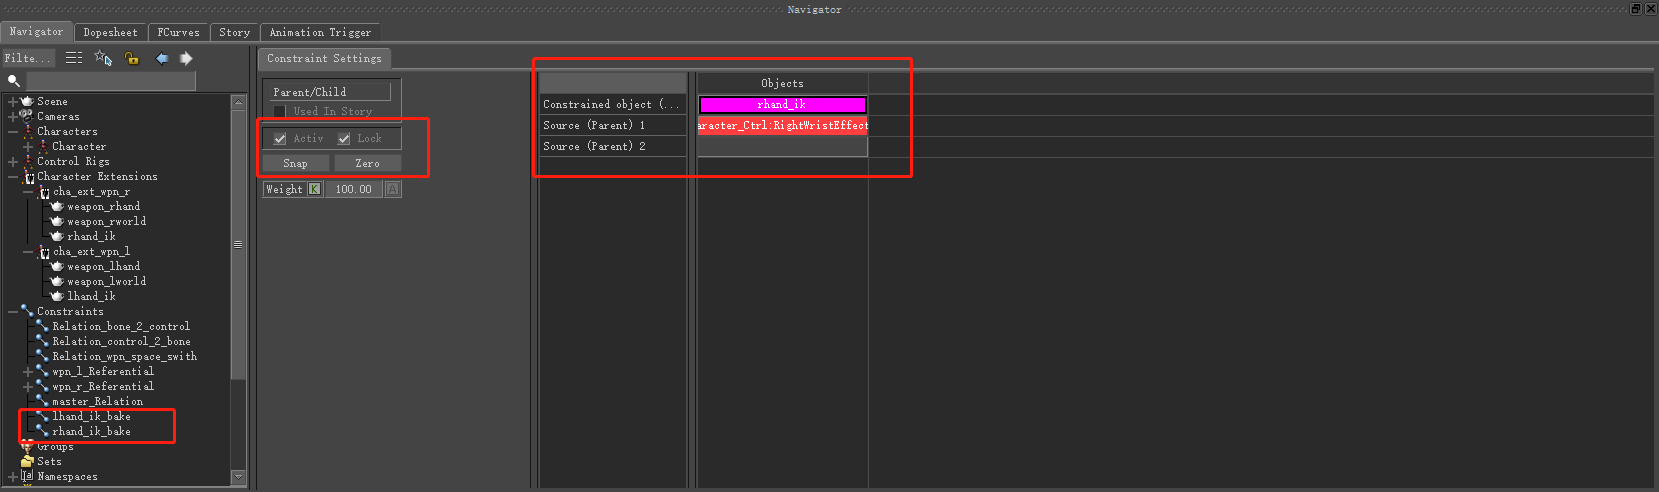 Navigator
Navigator Dopesheet FCurves Story Animation Trigger
Filte...
Constraint Settings
Scene
Cameras
Characters
Character
Control Rigs
Character Extensions
cha_ext_wpn_r
weapon_rhand
weapon_rworld
rhand_ik
cha_ext_wpn_l
weapon_lhand
weapon_lworld
lhand_ik
Constraints
Relation_bone_2_control
Relation_control_2_bone
Relation_wpn_space_swith
wpn_l_Referential
wpn_r_Referential
master_Relation
lhand_ik_bake
rhand_ik_bake
Groups
Sets
Namespaces
Parent/Child
Used In Story
Activ Lock
Snap Zero
Weight K 100.00 A
Objects
Constrained object (... rhand_ik
Source (Parent) 1 aracter_Ctrl:RightWristEffect
Source (Parent) 2